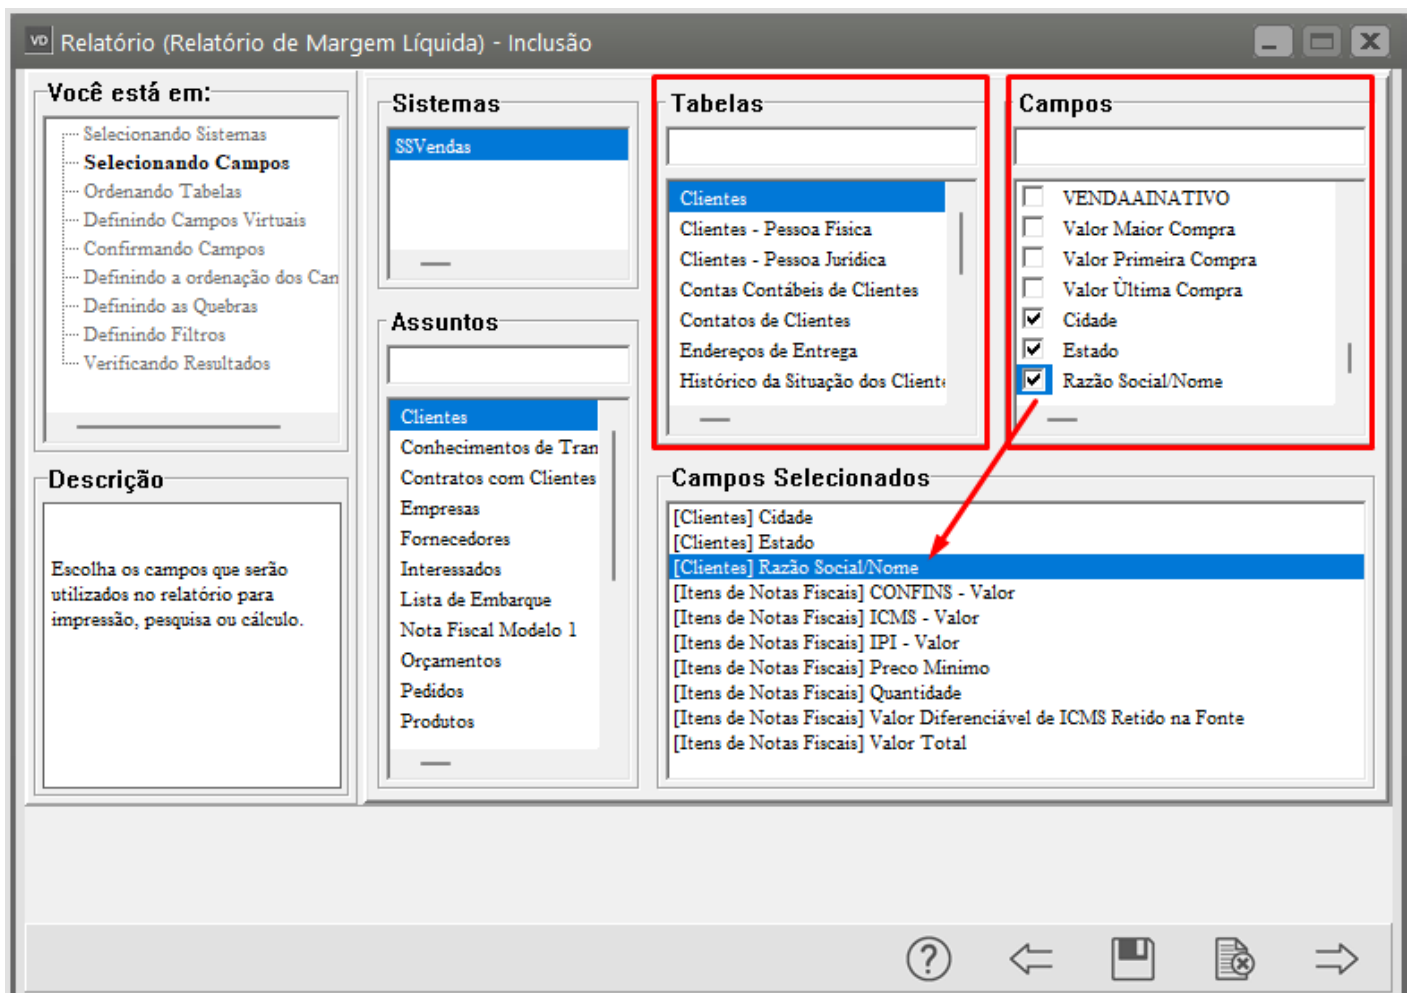 VD Relatório (Relatório de Margem Líquida) - Inclusão
Você está em:
Selecionando Sistemas
Selecionando Campos
Ordenando Tabelas
Definindo Campos Virtuais
Confirmando Campos
Definindo a ordenação dos Can
Definindo as Quebras
Definindo Filtros
Verificando Resultados
Descrição
Escolha os campos que serão
utilizados no relatório para
impressão, pesquisa ou cálculo.
Sistemas
SSVendas
Assuntos
Clientes
Conhecimentos de Tran
Contratos com Clientes
Empresas
Fornecedores
Interessados
Lista de Embarque
Nota Fiscal Modelo 1
Orçamentos
Pedidos
Produtos
Tabelas
Clientes
Clientes - Pessoa Física
Clientes - Pessoa Jurídica
Contas Contábeis de Clientes
Contatos de Clientes
Endereços de Entrega
Histórico da Situação dos Cliente
Campos
VENDAAINATIVO
Valor Maior Compra
Valor Primeira Compra
Valor Ùltima Compra
Cidade
Estado
Razão Social/Nome
Campos Selecionados
[Clientes] Cidade
[Clientes] Estado
[Clientes] Razão Social/Nome
[Itens de Notas Fiscais] CONFINS - Valor
[Itens de Notas Fiscais] ICMS - Valor
[Itens de Notas Fiscais] IPI - Valor
[Itens de Notas Fiscais] Preco Minimo
[Itens de Notas Fiscais] Quantidade
[Itens de Notas Fiscais] Valor Diferenciável de ICMS Retido na Fonte
[Itens de Notas Fiscais] Valor Total